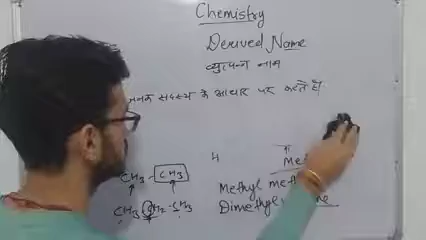 Chemistry
Derived Name
व्युत्पन्न नाम
सदस्य के आधार पर करते हैं
CH3 - CH3
Methyl
CH3 CH2 - CH3
Dimethyl